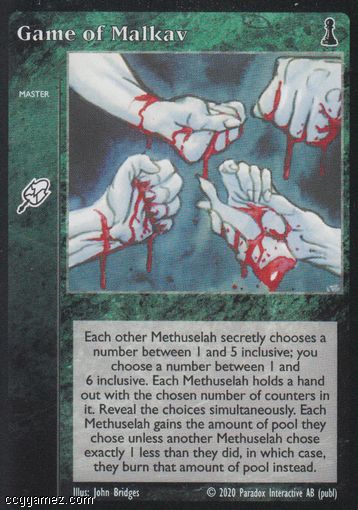 Game of Malkav
MASTER
Each other Methuselah secretly chooses a
number between 1 and 5 inclusive; you
choose a number between 1 and
6 inclusive. Each Methuselah holds a hand
out with the chosen number of counters in
it. Reveal the choices simultaneously. Each
Methuselah gains the amount of pool they
chose unless another Methuselah chose
exactly 1 less than they did, in which case,
they burn that amount of pool instead.
Illus: John Bridges © 2020 Paradox Interactive AB (publ)
ccggamez.com